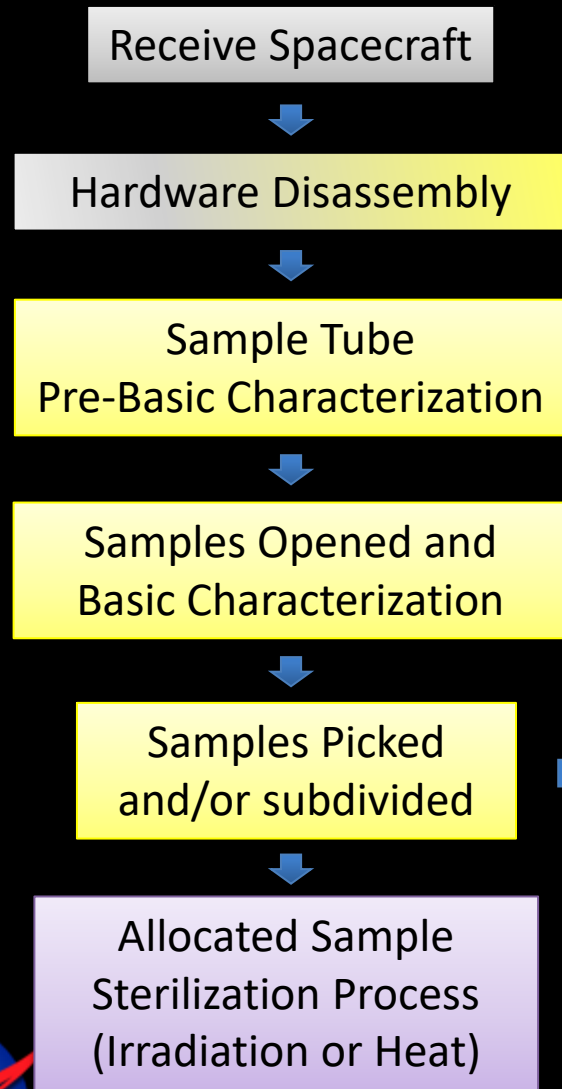 Receive Spacecraft
Hardware Disassembly
Sample Tube
Pre-Basic Characterization
Samples Opened and
Basic Characterization
Samples Picked
and/or subdivided
Allocated Sample
Sterilization Process
(Irradiation or Heat)